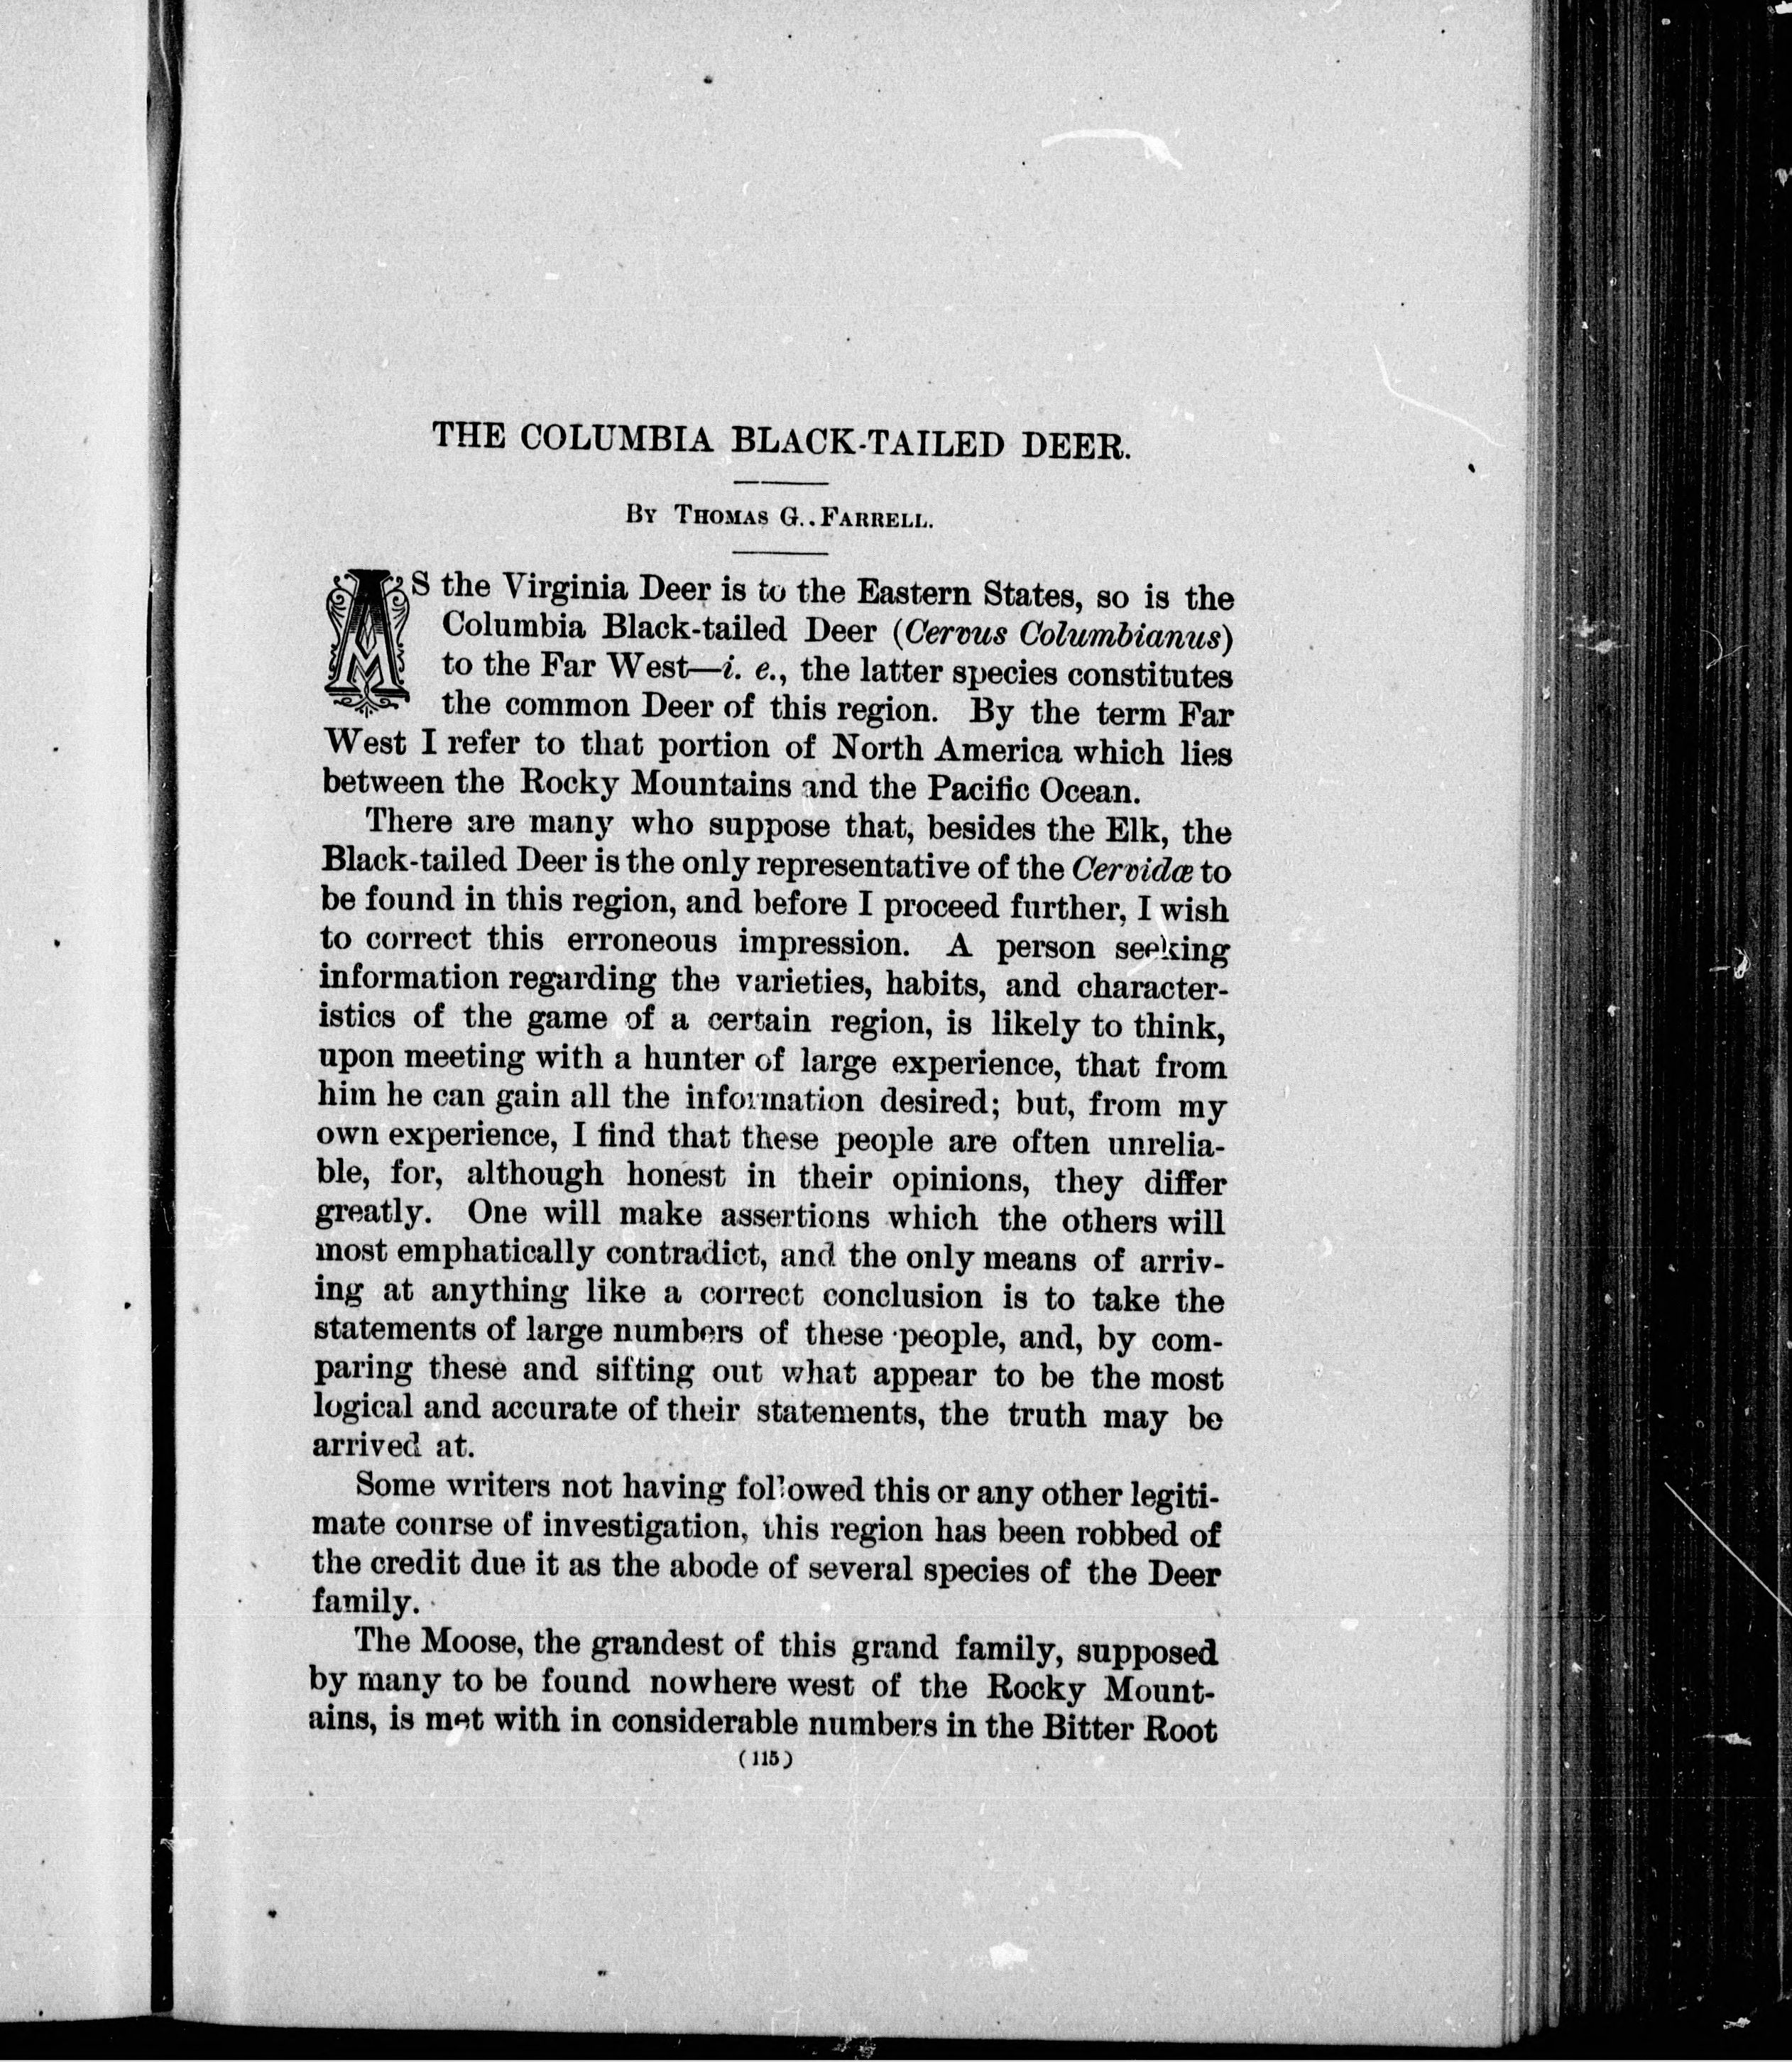 THE COLUMBIA BLACK-TAILED DEER.
BY THOMAS G. FARRELL.
AS the Virginia Deer is to the Eastern States, so is the
Columbia Black-tailed Deer (Cervus Columbianus)
to the Far West—i. e., the latter species constitutes
the common Deer of this region. By the term Far
West I refer to that portion of North America which lies
between the Rocky Mountains and the Pacific Ocean.
There are many who suppose that, besides the Elk, the
Black-tailed Deer is the only representative of the Cervidæ to
be found in this region, and before I proceed further, I wish
to correct this erroneous impression. A person seeking
information regarding the varieties, habits, and character-
istics of the game of a certain region, is likely to think,
upon meeting with a hunter of large experience, that from
him he can gain all the information desired; but, from my
own experience, I find that these people are often unrelia-
ble, for, although honest in their opinions, they differ
greatly. One will make assertions which the others will
most emphatically contradict, and the only means of arriv-
ing at anything like a correct conclusion is to take the
statements of large numbers of these people, and, by com-
paring these and sifting out what appear to be the most
logical and accurate of their statements, the truth may be
arrived at.
Some writers not having followed this or any other legiti-
mate course of investigation, this region has been robbed of
the credit due it as the abode of several species of the Deer
family.
The Moose, the grandest of this grand family, supposed
by many to be found nowhere west of the Rocky Mount-
ains, is met with in considerable numbers in the Bitter Root
(115)